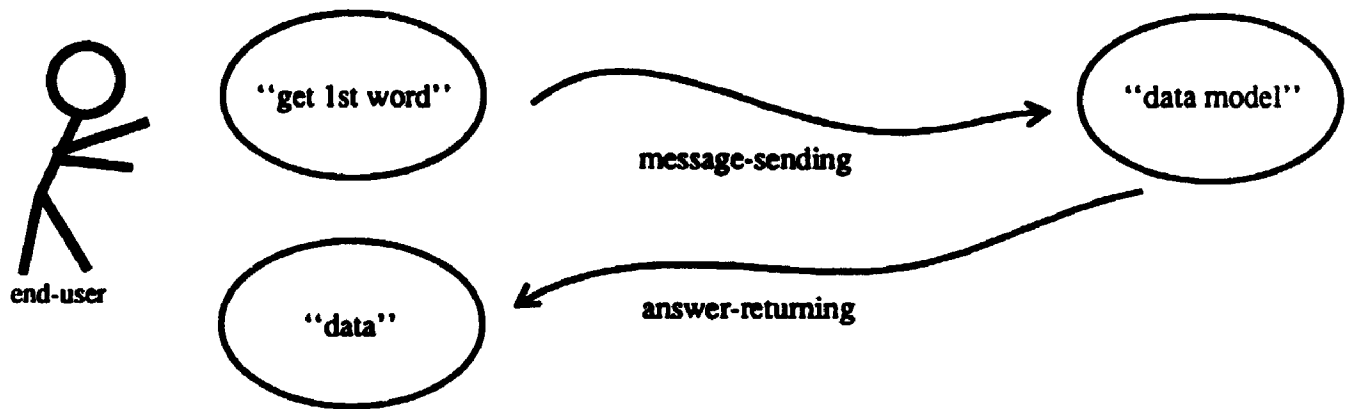 “get 1st word”
“data model”
message-sending
end-user
“data”
answer-returning